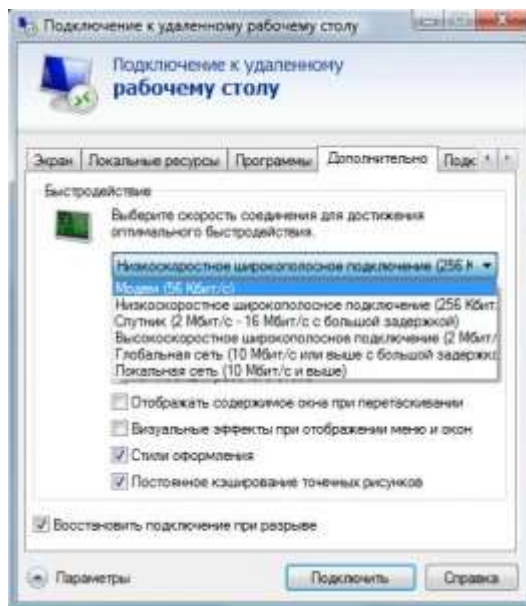 Подключение к удаленному рабочему столу
Подключение к удаленному
рабочему столу
Экран Локальные ресурсы Программы Дополнительно Подк
Быстродействие
Выберите скорость соединения для достижения
оптимального быстродействия.
Низкоскоростное широкополосное подключение (256 К
Модем (56 Кбит/с)
Низкоскоростное широкополосное подключение (256 Кбит
Спутник (2 Мбит/с - 16 Мбит/с с большой задержкой)
Высокоскоростное широкополосное подключение (2 Мбит/
Глобальная сеть (10 Мбит/с или выше с большой задержко
Локальная сеть (10 Мбит/с и выше)
Отображать содержимое окна при перетаскивании
Визуальные эффекты при отображении меню и окон
Стили оформления
Постоянное кэширование точечных рисунков
Восстановить подключение при разрыве
Параметры Подключить Справка